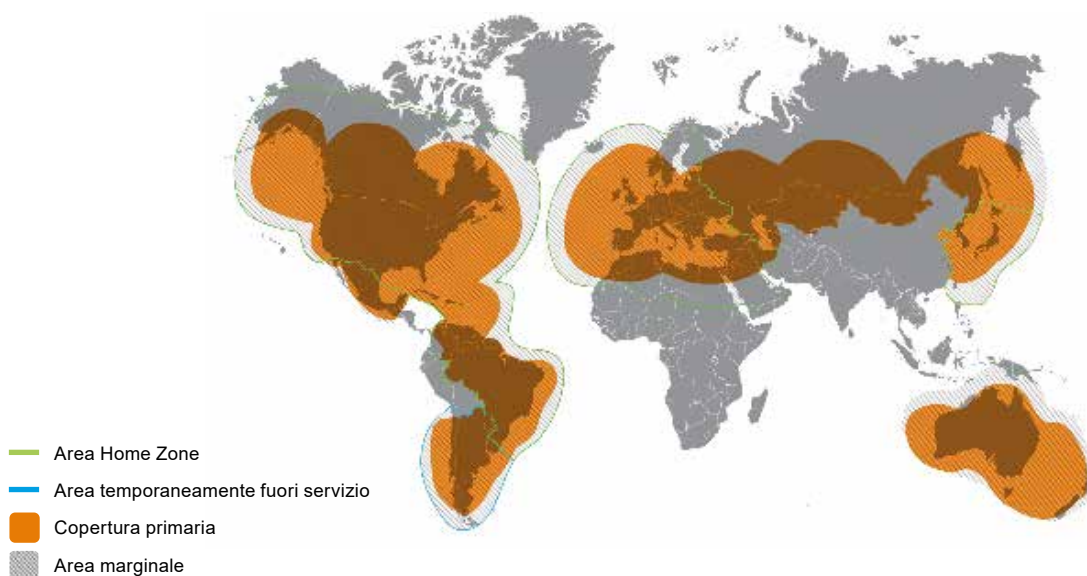 Area Home Zone
Area temporaneamente fuori servizio
Copertura primaria
Area marginale